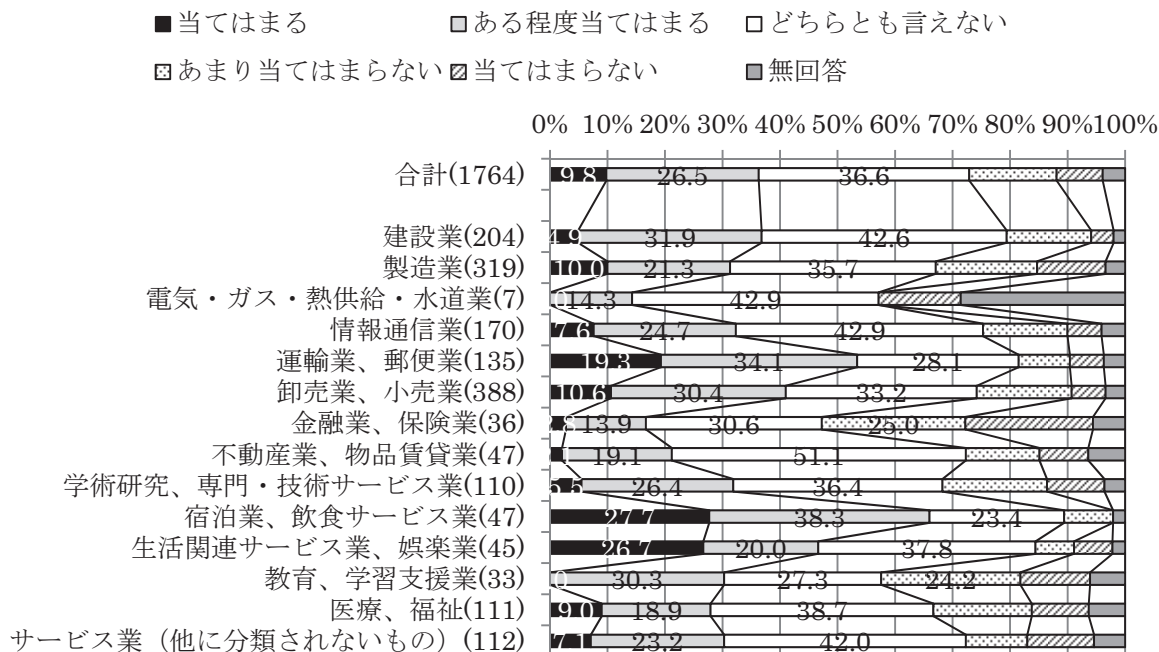 ■当てはまる ■ある程度当てはまる □どちらとも言えない
あまり当てはまらない 当てはまらない ■無回答
0% 10% 20% 30% 40% 50% 60% 70% 80% 90% 100%
合計(1764) 9.8 26.5 36.6
建設業(204) 4.9 31.9 42.6
製造業(319) 10.0 21.3 35.7
電気・ガス・熱供給・水道業(7) 14.3 42.9
情報通信業(170) 7.6 24.7 42.9
運輸業、郵便業(135) 19.3 34.1 28.1
卸売業、小売業(388) 10.6 30.4 33.2
金融業、保険業(36) 2.8 13.9 30.6 25.0
不動産業、物品賃貸業(47) 19.1 51.1
学術研究、専門・技術サービス業(110) 5.5 26.4 36.4
宿泊業、飲食サービス業(47) 27.7 38.3 23.4
生活関連サービス業、娯楽業(45) 26.7 20.0 37.8
教育、学習支援業(33) 30.3 27.3 24.2
医療、福祉(111) 9.0 18.9 38.7
サービス業（他に分類されないもの）(112) 7.1 23.2 42.0